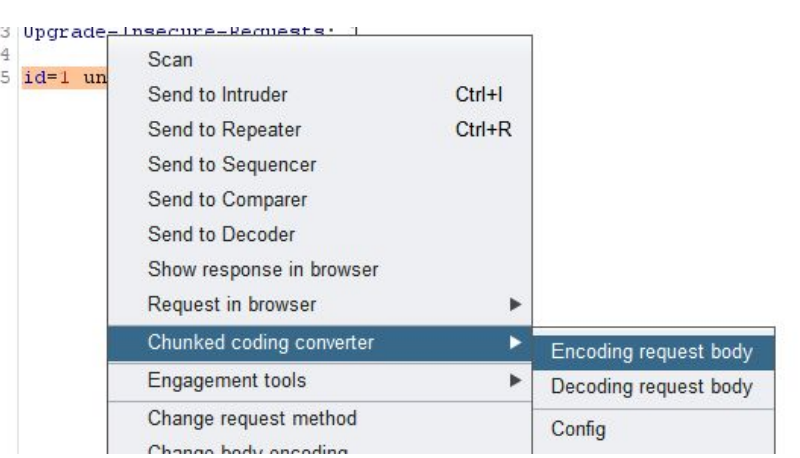 3 Upgrade-Insecure-Requests: 1
4
5 id=1 un
Scan
Send to Intruder Ctrl+I
Send to Repeater Ctrl+R
Send to Sequencer
Send to Comparer
Send to Decoder
Show response in browser
Request in browser
Chunked coding converter
Encoding request body
Engagement tools
Decoding request body
Change request method
Config
Change body encoding